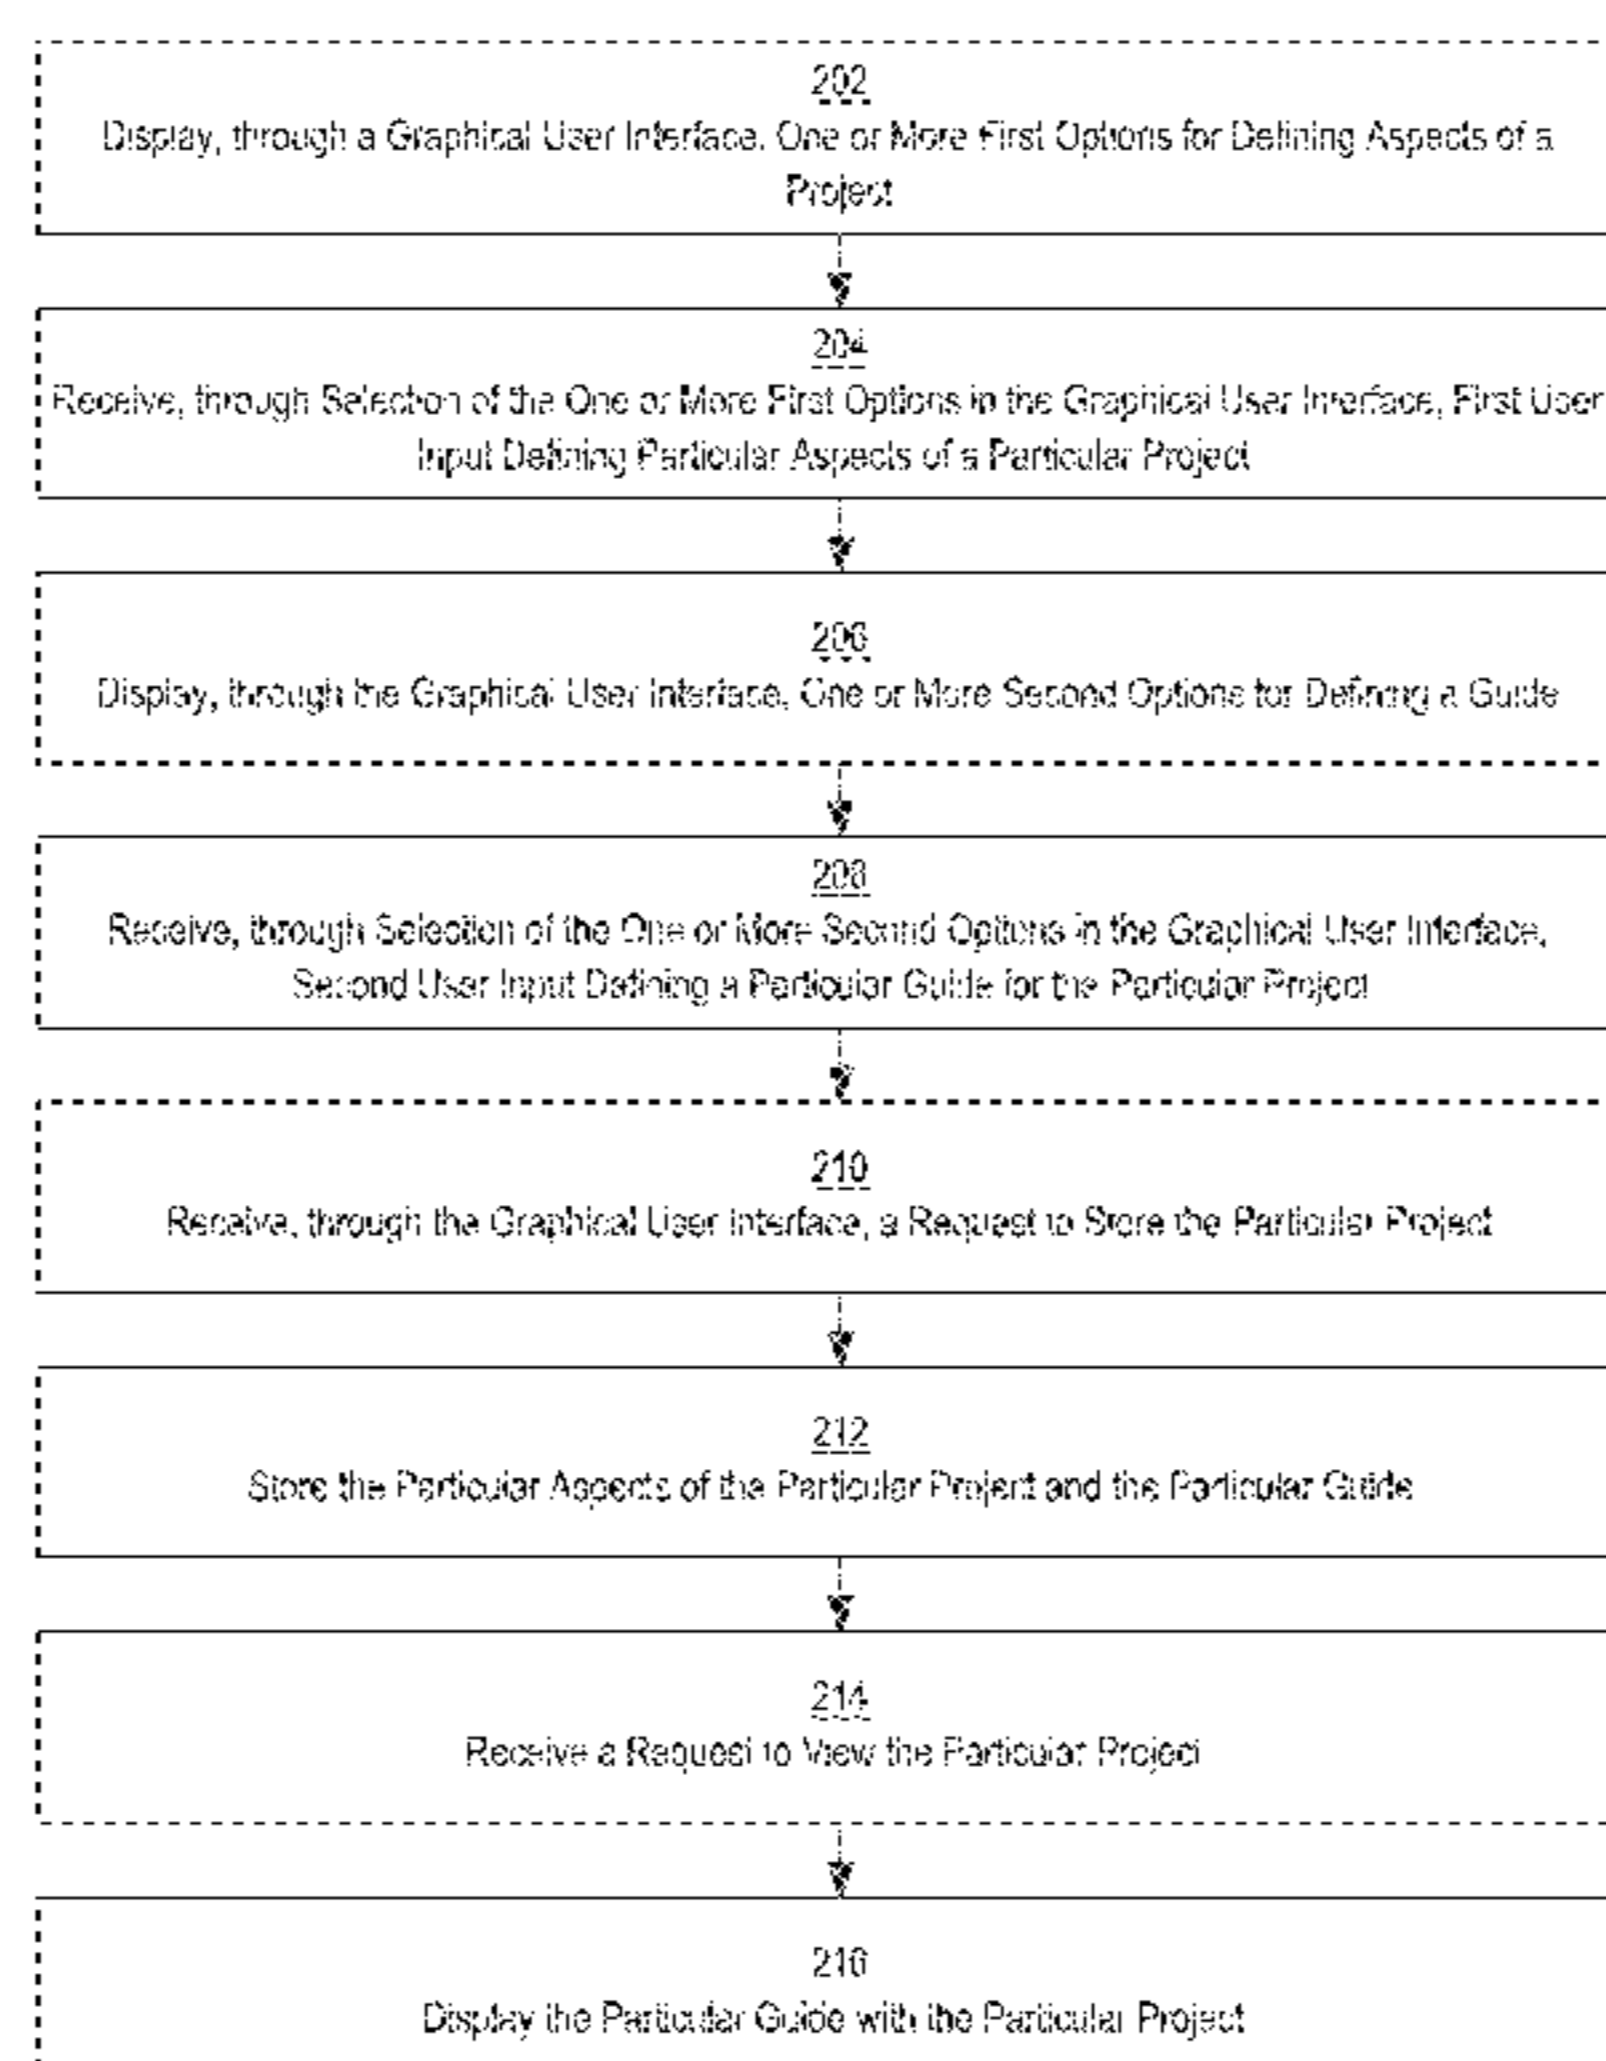 202
Display, through a Graphical User Interface, One or More First Options for Defining Aspects of a
Project
204
Receive, through Selection of the One or More First Options in the Graphical User Interface, First User
Input Defining Particular Aspects of a Particular Project
206
Display, through the Graphical User Interface, One or More Second Options for Defining a Guide
208
Receive, through Selection of the One or More Second Options in the Graphical User Interface,
Second User Input Defining a Particular Guide for the Particular Project
210
Receive, through the Graphical User Interface, a Request to Store the Particular Project
212
Store the Particular Aspects of the Particular Project and the Particular Guide
214
Receive a Request to View the Particular Project
216
Display the Particular Guide with the Particular Project